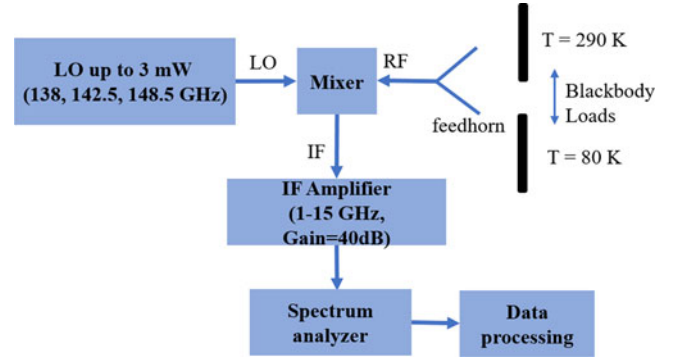 LO up to 3 mW
(138, 142.5, 148.5 GHz)
LO
Mixer
RF
feedhorn
T = 290 K
Blackbody
Loads
T = 80 K
IF
IF Amplifier
(1-15 GHz,
Gain=40dB)
Spectrum
analyzer
Data
processing